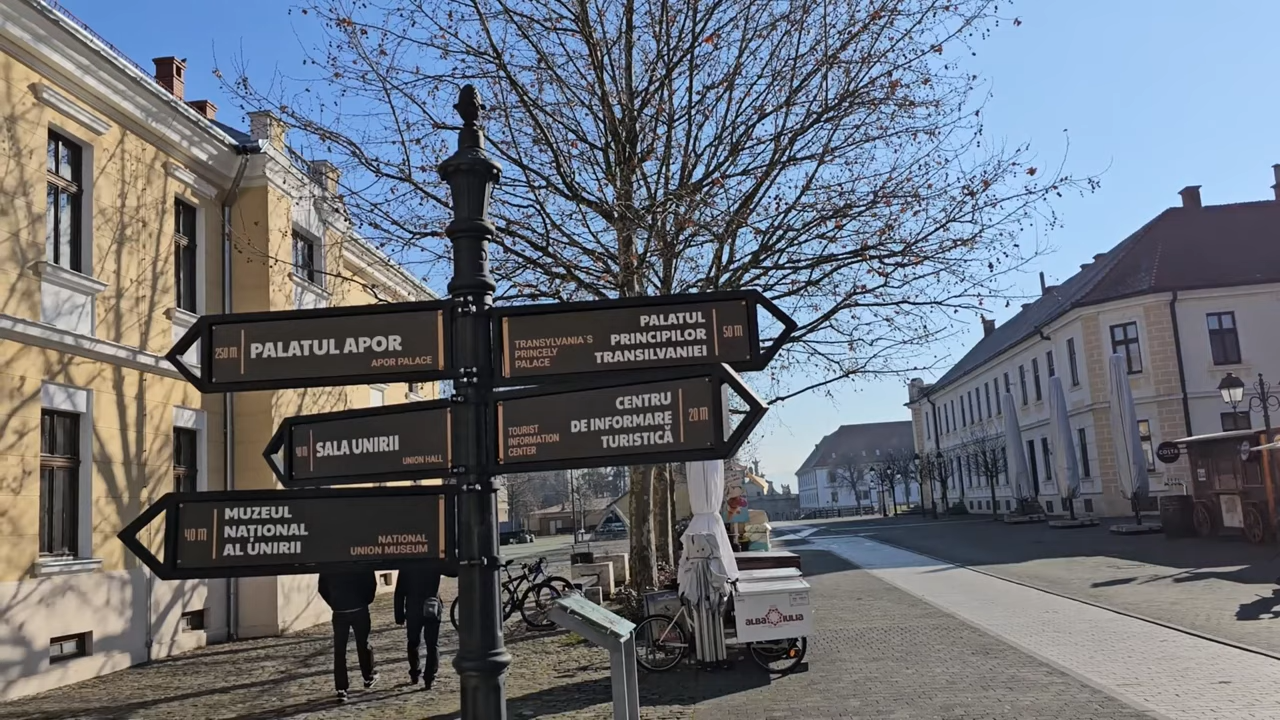 250 m
PALATUL APOR
APOR PALACE
TRANSYLVANIA`S
PRINCELY
PALACE
PALATUL
PRINCIPILOR
TRANSILVANIEI
50 m
SALA UNIRII
UNION HALL
TOURIST
INFORMATION
CENTER
CENTRU
DE INFORMARE
TURISTICĂ
20 m
40 m
MUZEUL
NAȚIONAL
AL UNIRII
NATIONAL
UNION MUSEUM
ALBA IULIA
COLȚ